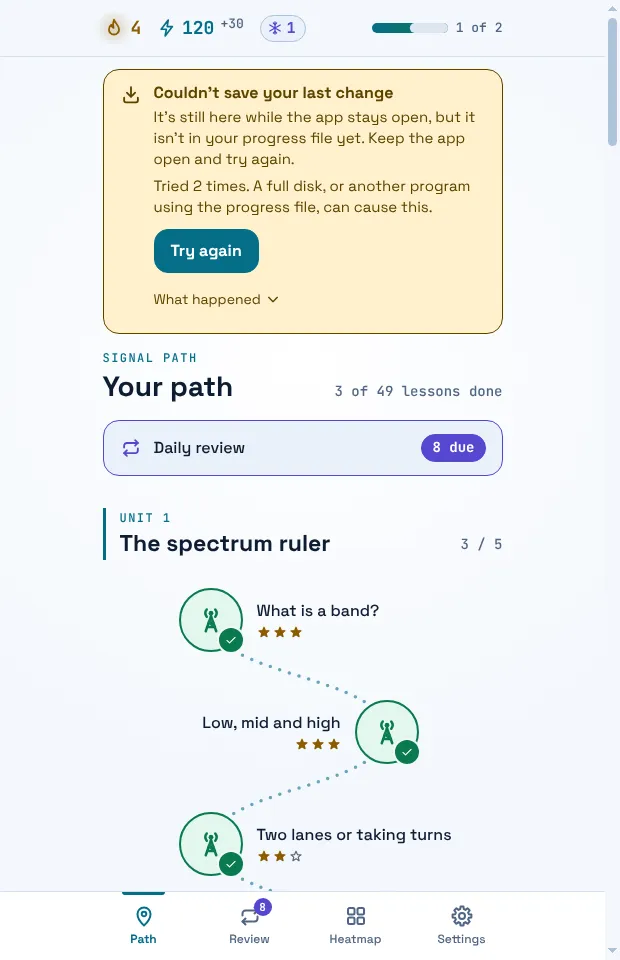 4 120 +30 1 1 of 2
Couldn't save your last change
It's still here while the app stays open, but it
isn't in your progress file yet. Keep the app
open and try again.
Tried 2 times. A full disk, or another program
using the progress file, can cause this.
Try again
What happened
SIGNAL PATH
Your path
3 of 49 lessons done
Daily review
8 due
UNIT 1
The spectrum ruler
3 / 5
What is a band?
Low, mid and high
Two lanes or taking turns
8
Path Review Heatmap Settings